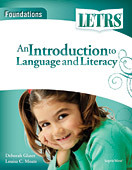 Foundations
LETRS
An Introduction to
Language and Literacy
Deborah Glaser
Louisa C. Moats